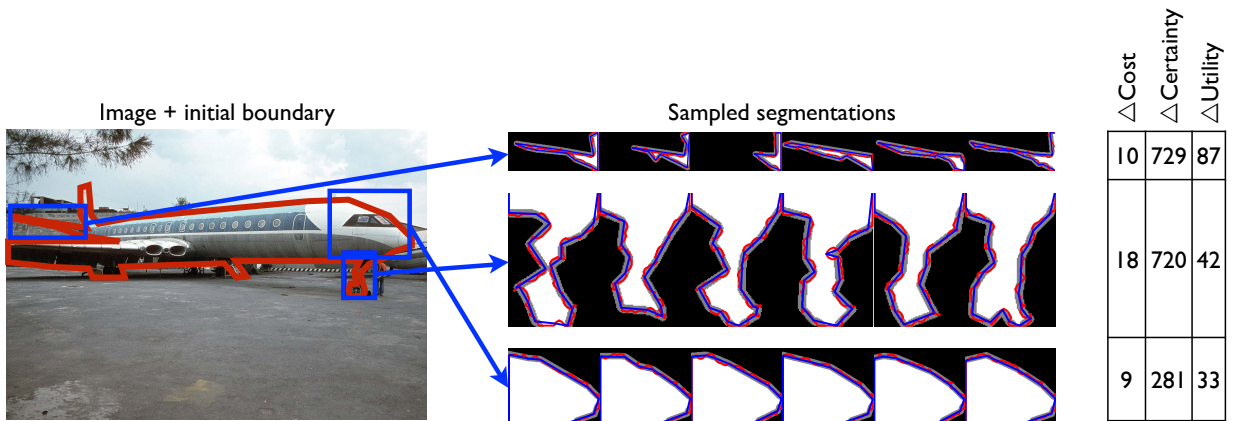 △Cost
△Certainty
△Utility
Image + initial boundary
Sampled segmentations
10 729 87
18 720 42
9 281 33